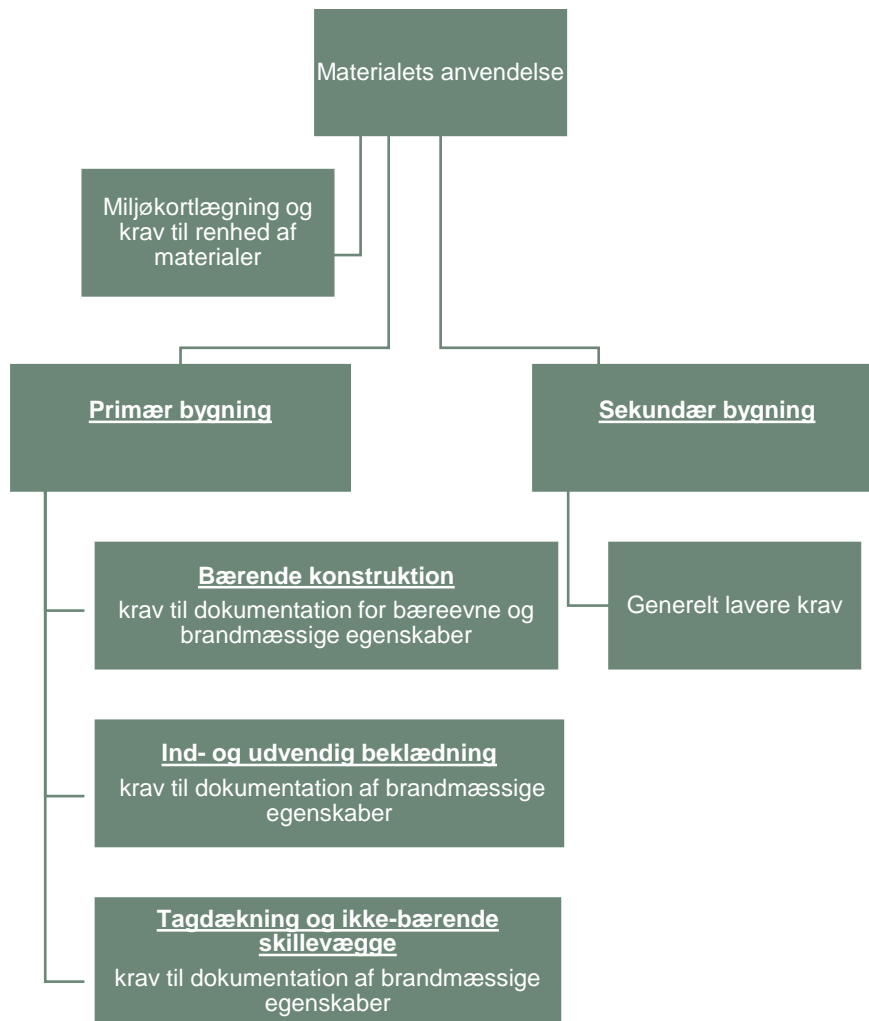 Materialets anvendelse
Miljøkortlægning og
krav til renhed af
materialer
Primær bygning
Sekundær bygning
Bærende konstruktion
krav til dokumentation for bæreevne og
brandmæssige egenskaber
Generelt lavere krav
Ind- og udvendig beklædning
krav til dokumentation af brandmæssige
egenskaber
Tagdækning og ikke-bærende
skillevægge
krav til dokumentation af brandmæssige
egenskaber